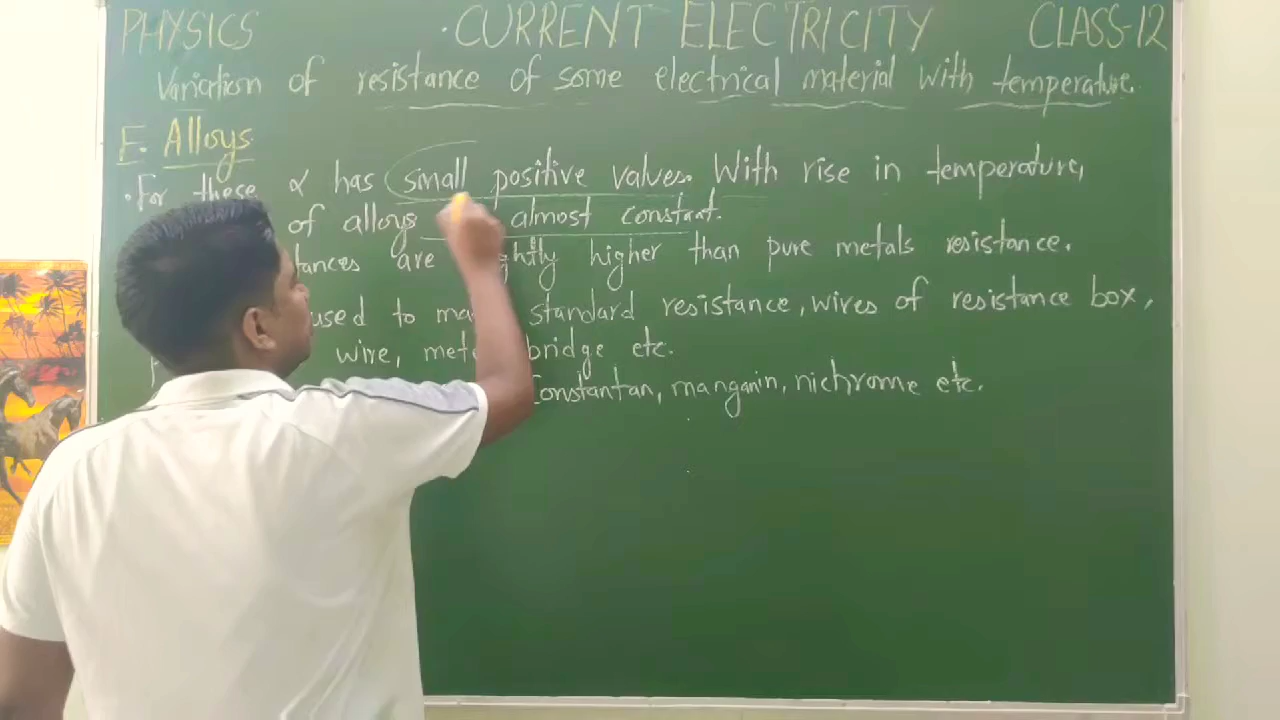 PHYSICS CURRENT ELECTRICITY CLASS-12
Variation of resistance of some electrical material with temperature.
E. Alloys
• For these α has small positive values. With rise in temperature,
of alloys almost constant.
are higher than pure metals resistance.
used to standard resistance, wires of resistance box,
wire, bridge etc.
Constantan, manganin, nichrome etc.